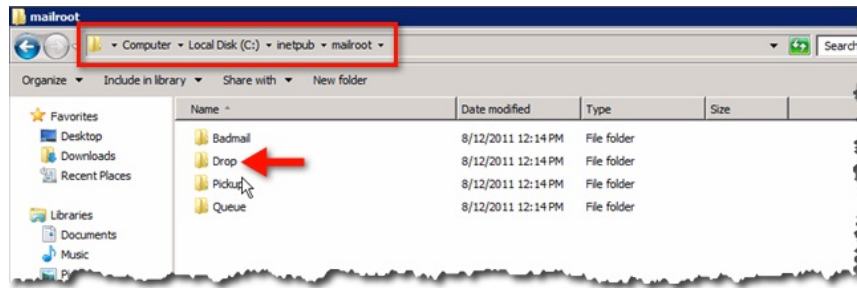 mailroot
Computer Local Disk (C:) inetpub mailroot
Search
Organize Include in library Share with New folder
Name Date modified Type Size
Favorites
Desktop
Downloads
Recent Places
Libraries
Documents
Music
Badmail 8/12/2011 12:14 PM File folder
Drop 8/12/2011 12:14 PM File folder
Pickup 8/12/2011 12:14 PM File folder
Queue 8/12/2011 12:14 PM File folder